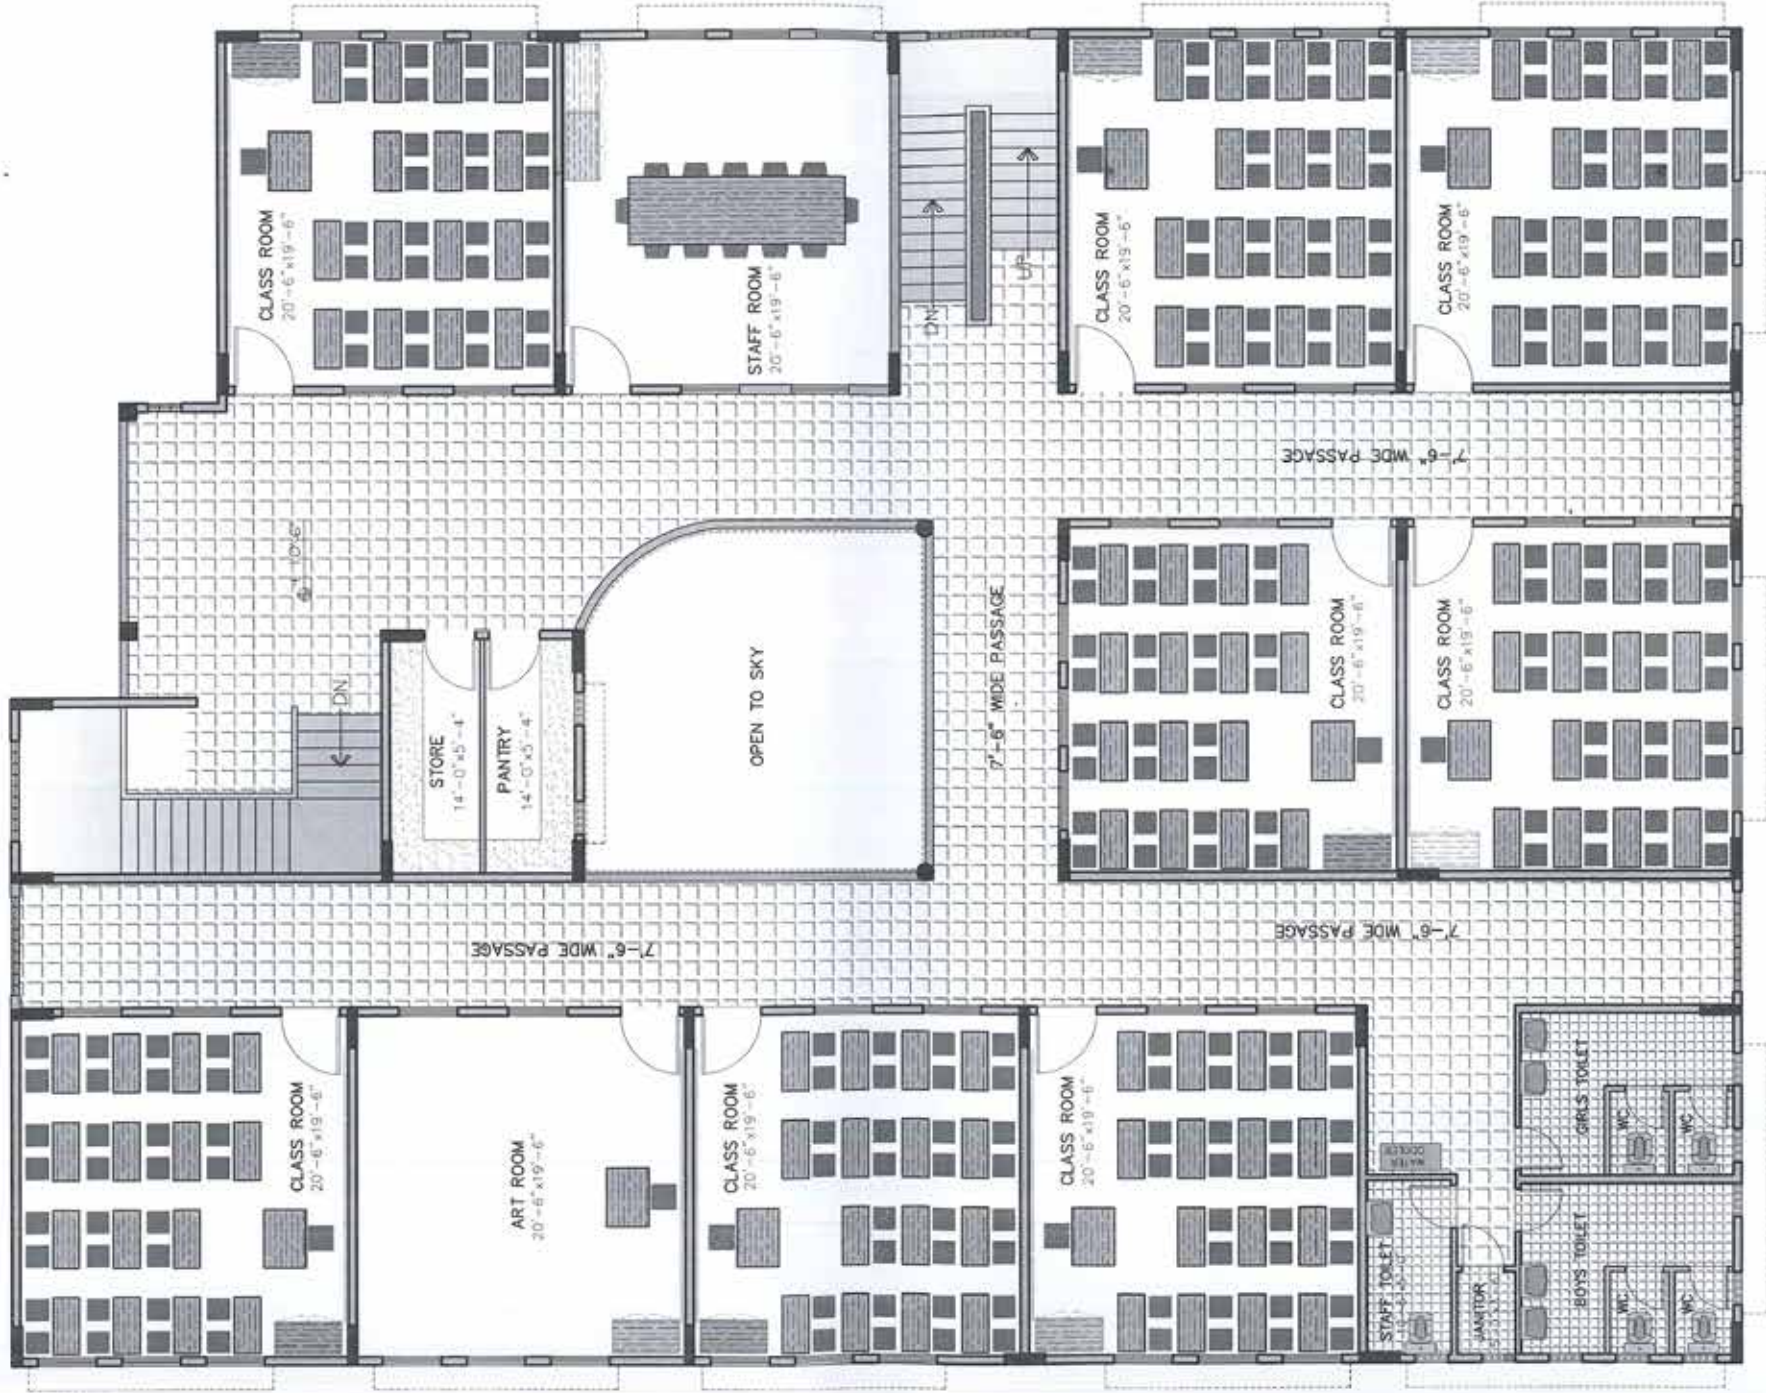 CLASS ROOM
20'-6"x19'-6"
STAFF ROOM
20'-6"x19'-6"
DN
UP
CLASS ROOM
20'-6"x19'-6"
CLASS ROOM
20'-6"x19'-6"
7'-6" WIDE PASSAGE
10'6"
DN
STORE
14'-0"x5'-4"
PANTRY
14'-0"x5'-4"
OPEN TO SKY
7'-6" WIDE PASSAGE
CLASS ROOM
20'-6"x19'-6"
CLASS ROOM
20'-6"x19'-6"
7'-6" WIDE PASSAGE
7'-6" WIDE PASSAGE
CLASS ROOM
20'-6"x19'-6"
ART ROOM
20'-6"x19'-6"
CLASS ROOM
20'-6"x19'-6"
CLASS ROOM
20'-6"x19'-6"
WATER
COOLER
GIRLS TOILET
WC
WC
STAFF TOILET
JANITOR
BOYS TOILET
WC
WC